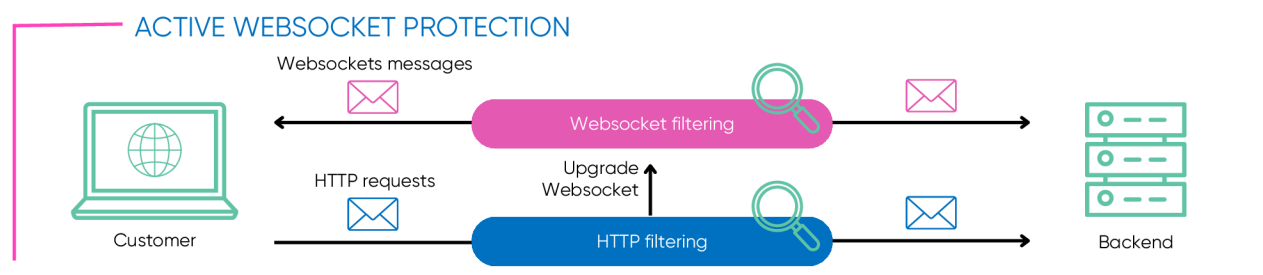 ACTIVE WEBSOCKET PROTECTION
Websockets messages
Websocket filtering
Upgrade
Websocket
HTTP requests
HTTP filtering
Customer
Backend